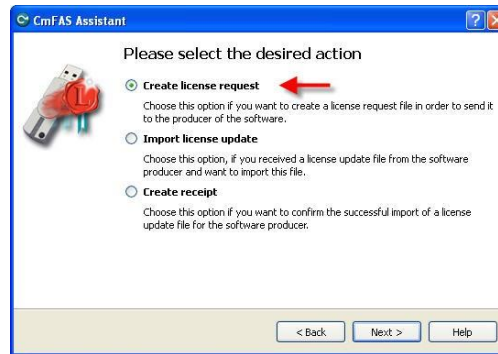 CmFAS Assistant
Please select the desired action
Create license request
Choose this option if you want to create a license request file in order to send it
to the producer of the software.
Import license update
Choose this option, if you received a license update file from the software
producer and want to import this file.
Create receipt
Choose this option if you want to confirm the successful import of a license
update file for the software producer.
< Back
Next >
Help